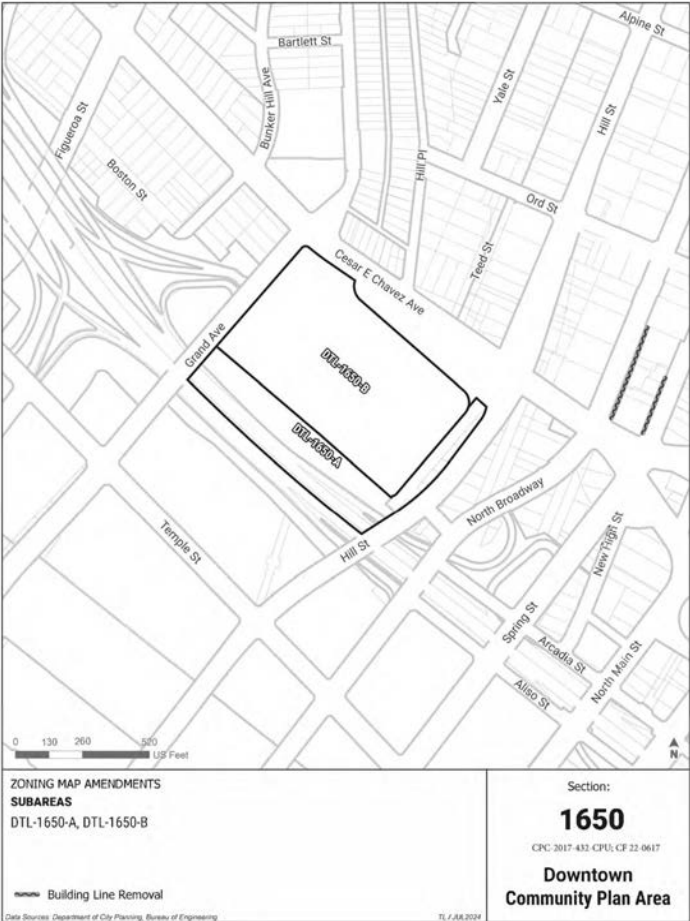 Alpine St
Bartlett St
Bunker Hill Ave
Yale St
Hill St
Figueroa St
Boston St
Hill Pl
Ord St
Teed St
Cesar E Chavez Ave
Grand Ave
DTL-1650-B
DTL-1650-A
North Broadway
Temple St
Hill St
New High St
Spring St
Arcadia St
North Main St
Aliso St
0 130 260 520
US Feet
N
ZONING MAP AMENDMENTS
SUBAREAS
DTL-1650-A, DTL-1650-B
Building Line Removal
Data Sources: Department of City Planning, Bureau of Engineering
TL / JUL2024
Section:
1650
CPC-2017-432-CPU; CF 22-0617
Downtown
Community Plan Area